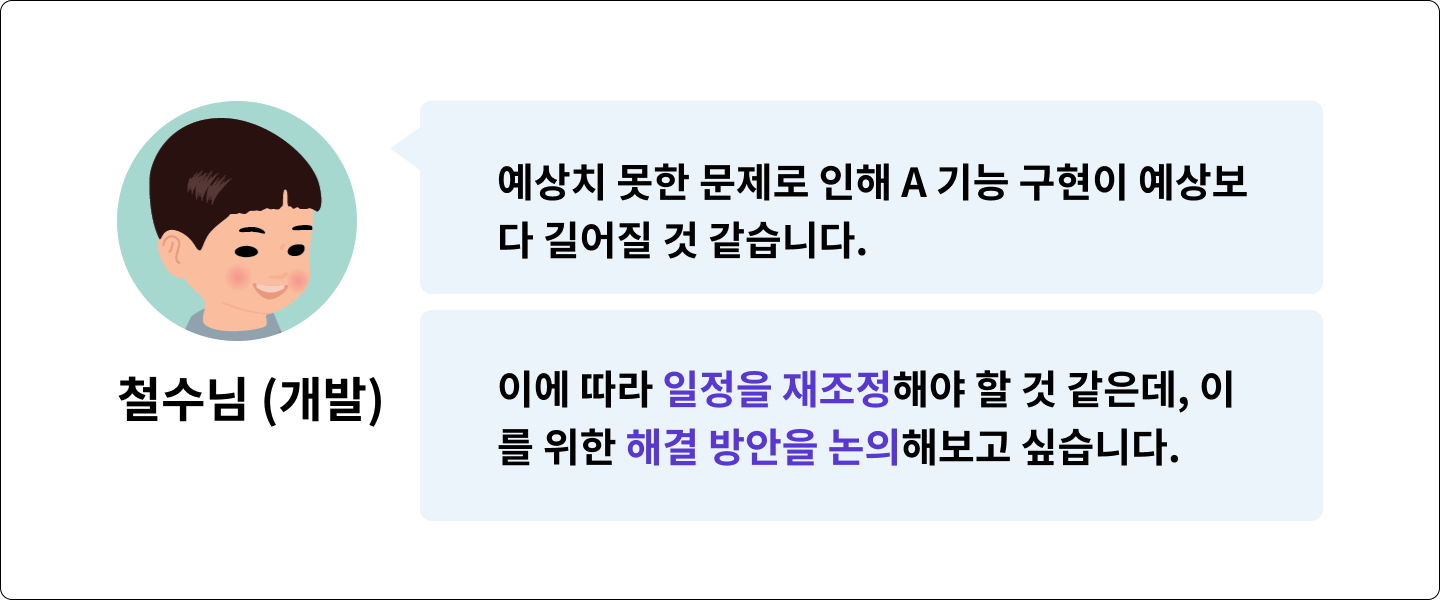 예상치 못한 문제로 인해 A 기능 구현이 예상보
다 길어질 것 같습니다.
철수님 (개발)
이에 따라 일정을 재조정해야 할 것 같은데, 이
를 위한 해결 방안을 논의해보고 싶습니다.